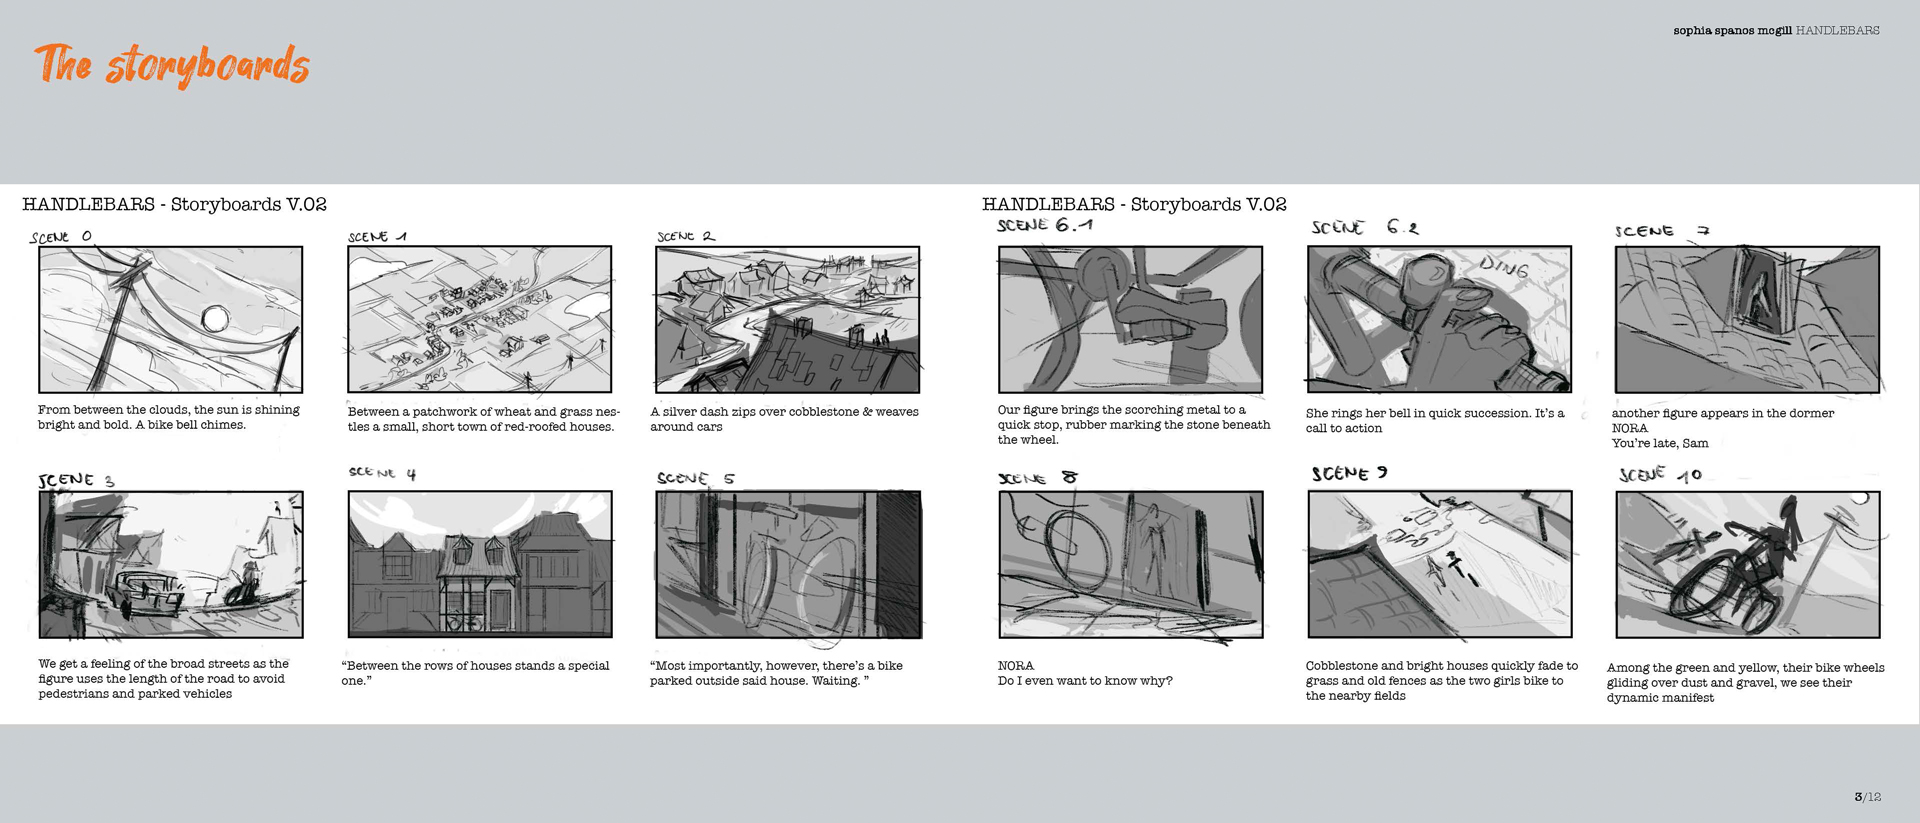 The storyboards
sophia spanos mcgill HANDLEBARS
HANDLEBARS - Storyboards V.02
SCENE 0
SCENE 1
SCENE 2
From between the clouds, the sun is shining
bright and bold. A bike bell chimes.
Between a patchwork of wheat and grass nes-
tles a small, short town of red-roofed houses.
A silver dash zips over cobblestone & weaves
around cars
SCENE 3
SCENE 4
SCENE 5
We get a feeling of the broad streets as the
figure uses the length of the road to avoid
pedestrians and parked vehicles
“Between the rows of houses stands a special
one.”
“Most importantly, however, there’s a bike
parked outside said house. Waiting. ”
HANDLEBARS - Storyboards V.02
SCENE 6.1
SCENE 6.2
SCENE 7
DING
Our figure brings the scorching metal to a
quick stop, rubber marking the stone beneath
the wheel.
She rings her bell in quick succession. It’s a
call to action
another figure appears in the dormer
NORA
You’re late, Sam
SCENE 8
SCENE 9
SCENE 10
NORA
Do I even want to know why?
Cobblestone and bright houses quickly fade to
grass and old fences as the two girls bike to
the nearby fields
Among the green and yellow, their bike wheels
gliding over dust and gravel, we see their
dynamic manifest
3/12